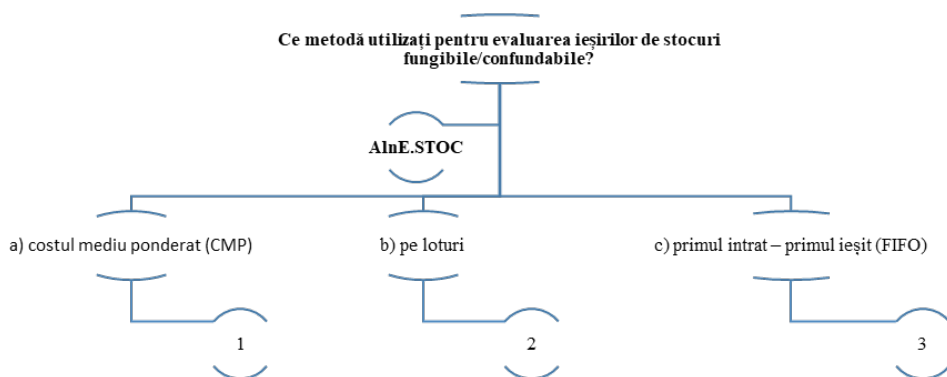 Ce metodă utilizați pentru evaluarea ieșirilor de stocuri
fungibile/confundabile?
AlnE.STOC
a) costul mediu ponderat (CMP)
b) pe loturi
c) primul intrat – primul ieșit (FIFO)
1
2
3